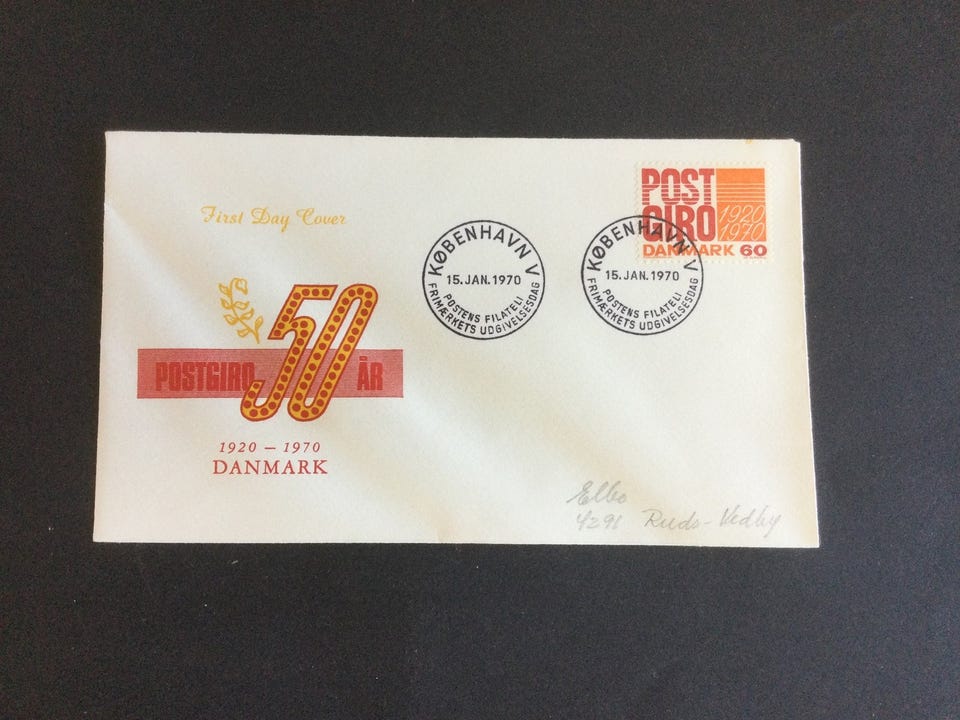 First Day Cover
POSTGIRO 50 ÅR
1920 – 1970
DANMARK
KØBENHAVN V
15. JAN. 1970
POSTENS FILATELI
FRIMÆRKETS UDGIVELSESDAG
KØBENHAVN V
15. JAN. 1970
POSTENS FILATELI
FRIMÆRKETS UDGIVELSESDAG
POST
GIRO
1920
1970
DANMARK 60
Elbo
Ruds-Vedby